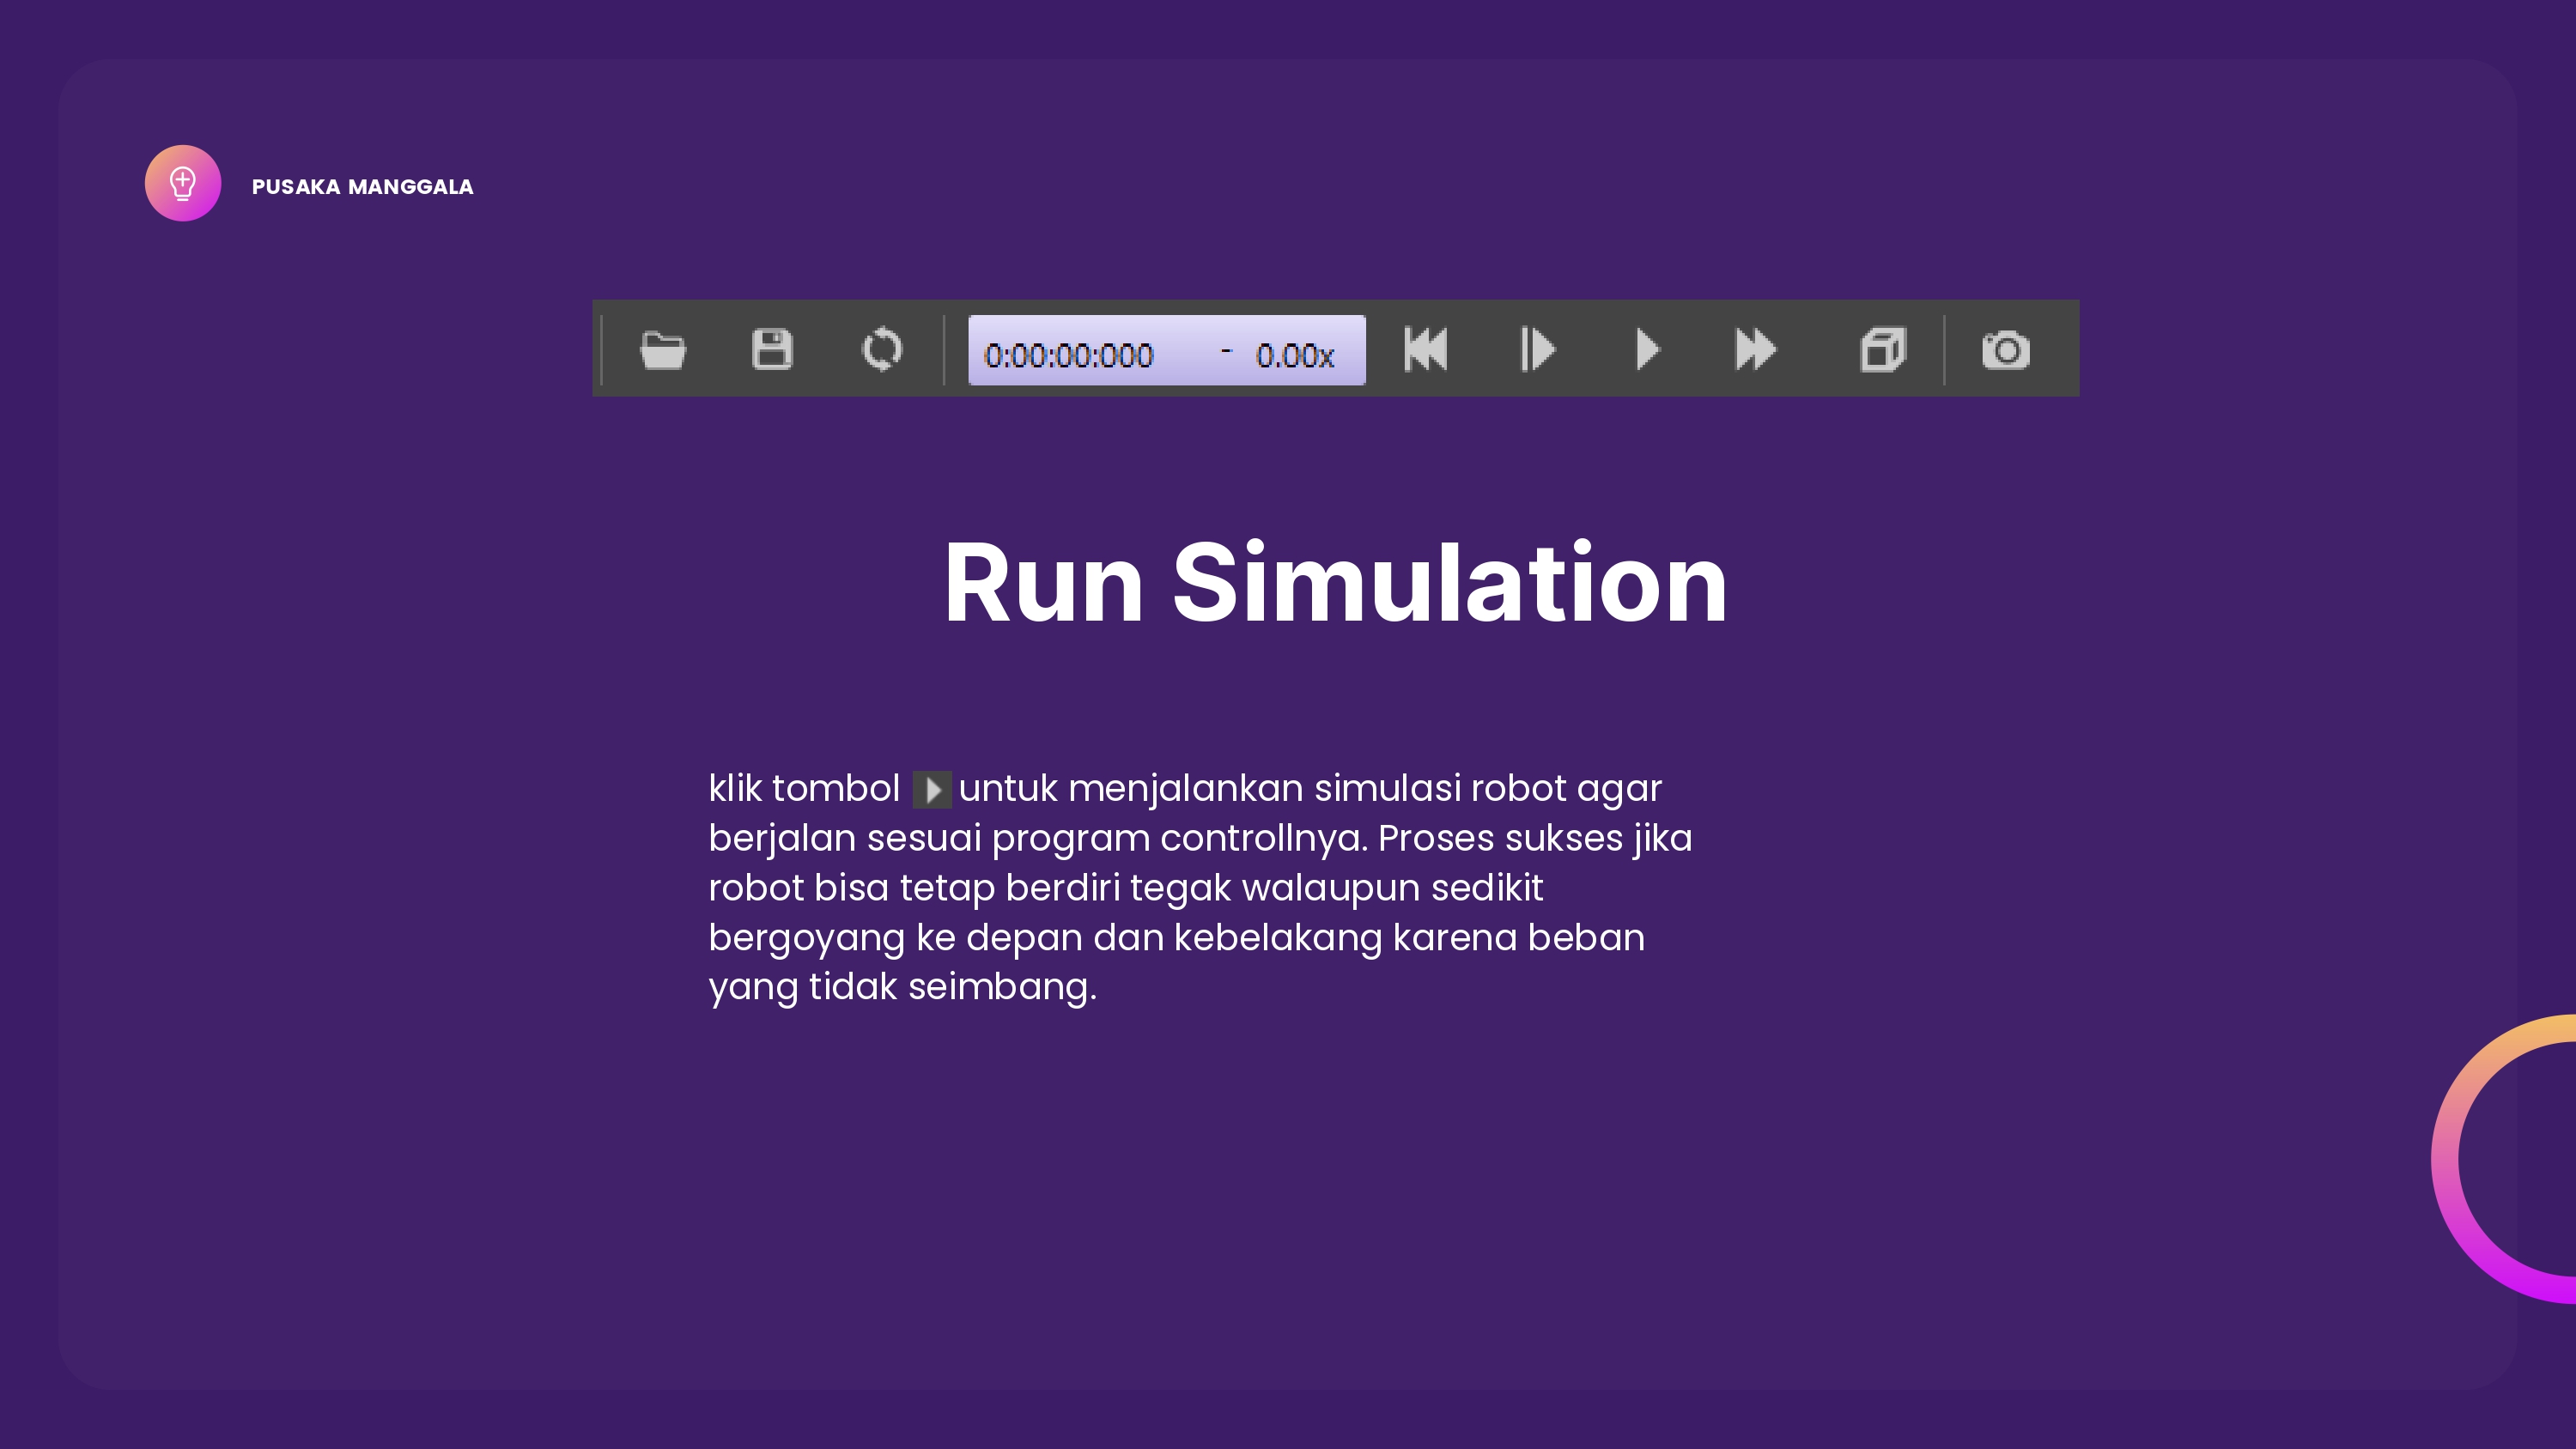 PUSAKA MANGGALA
0:00:00:000 - 0.00x
Run Simulation
klik tombol untuk menjalankan simulasi robot agar
berjalan sesuai program controllnya. Proses sukses jika
robot bisa tetap berdiri tegak walaupun sedikit
bergoyang ke depan dan kebelakang karena beban
yang tidak seimbang.